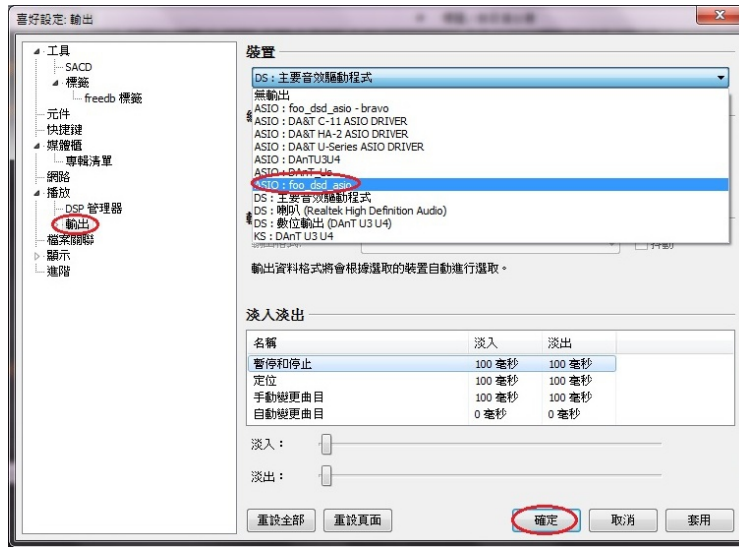 喜好設定: 輸出
工具
SACD
標籤
freedb 標籤
元件
快捷鍵
媒體櫃
專輯清單
網路
播放
DSP 管理器
輸出
檔案關聯
顯示
進階
裝置
DS : 主要音效驅動程式
無輸出
ASIO : foo_dsd_asio - bravo
ASIO : DA&T C-11 ASIO DRIVER
ASIO : DA&T HA-2 ASIO DRIVER
ASIO : DA&T U-Series ASIO DRIVER
ASIO : DAnTU3U4
ASIO : DAnT_Us
ASIO : foo_dsd_asio
DS : 主要音效驅動程式
DS : 喇叭 (Realtek High Definition Audio)
DS : 數位輸出 (DAnT U3 U4)
KS : DAnT U3 U4
抖動
輸出資料格式將會根據選取的裝置自動進行選取。
淡入淡出
名稱 淡入 淡出
暫停和停止 100 毫秒 100 毫秒
定位 100 毫秒 100 毫秒
手動變更曲目 100 毫秒 100 毫秒
自動變更曲目 0 毫秒 0 毫秒
淡入：
淡出：
重設全部 重設頁面 確定 取消 套用